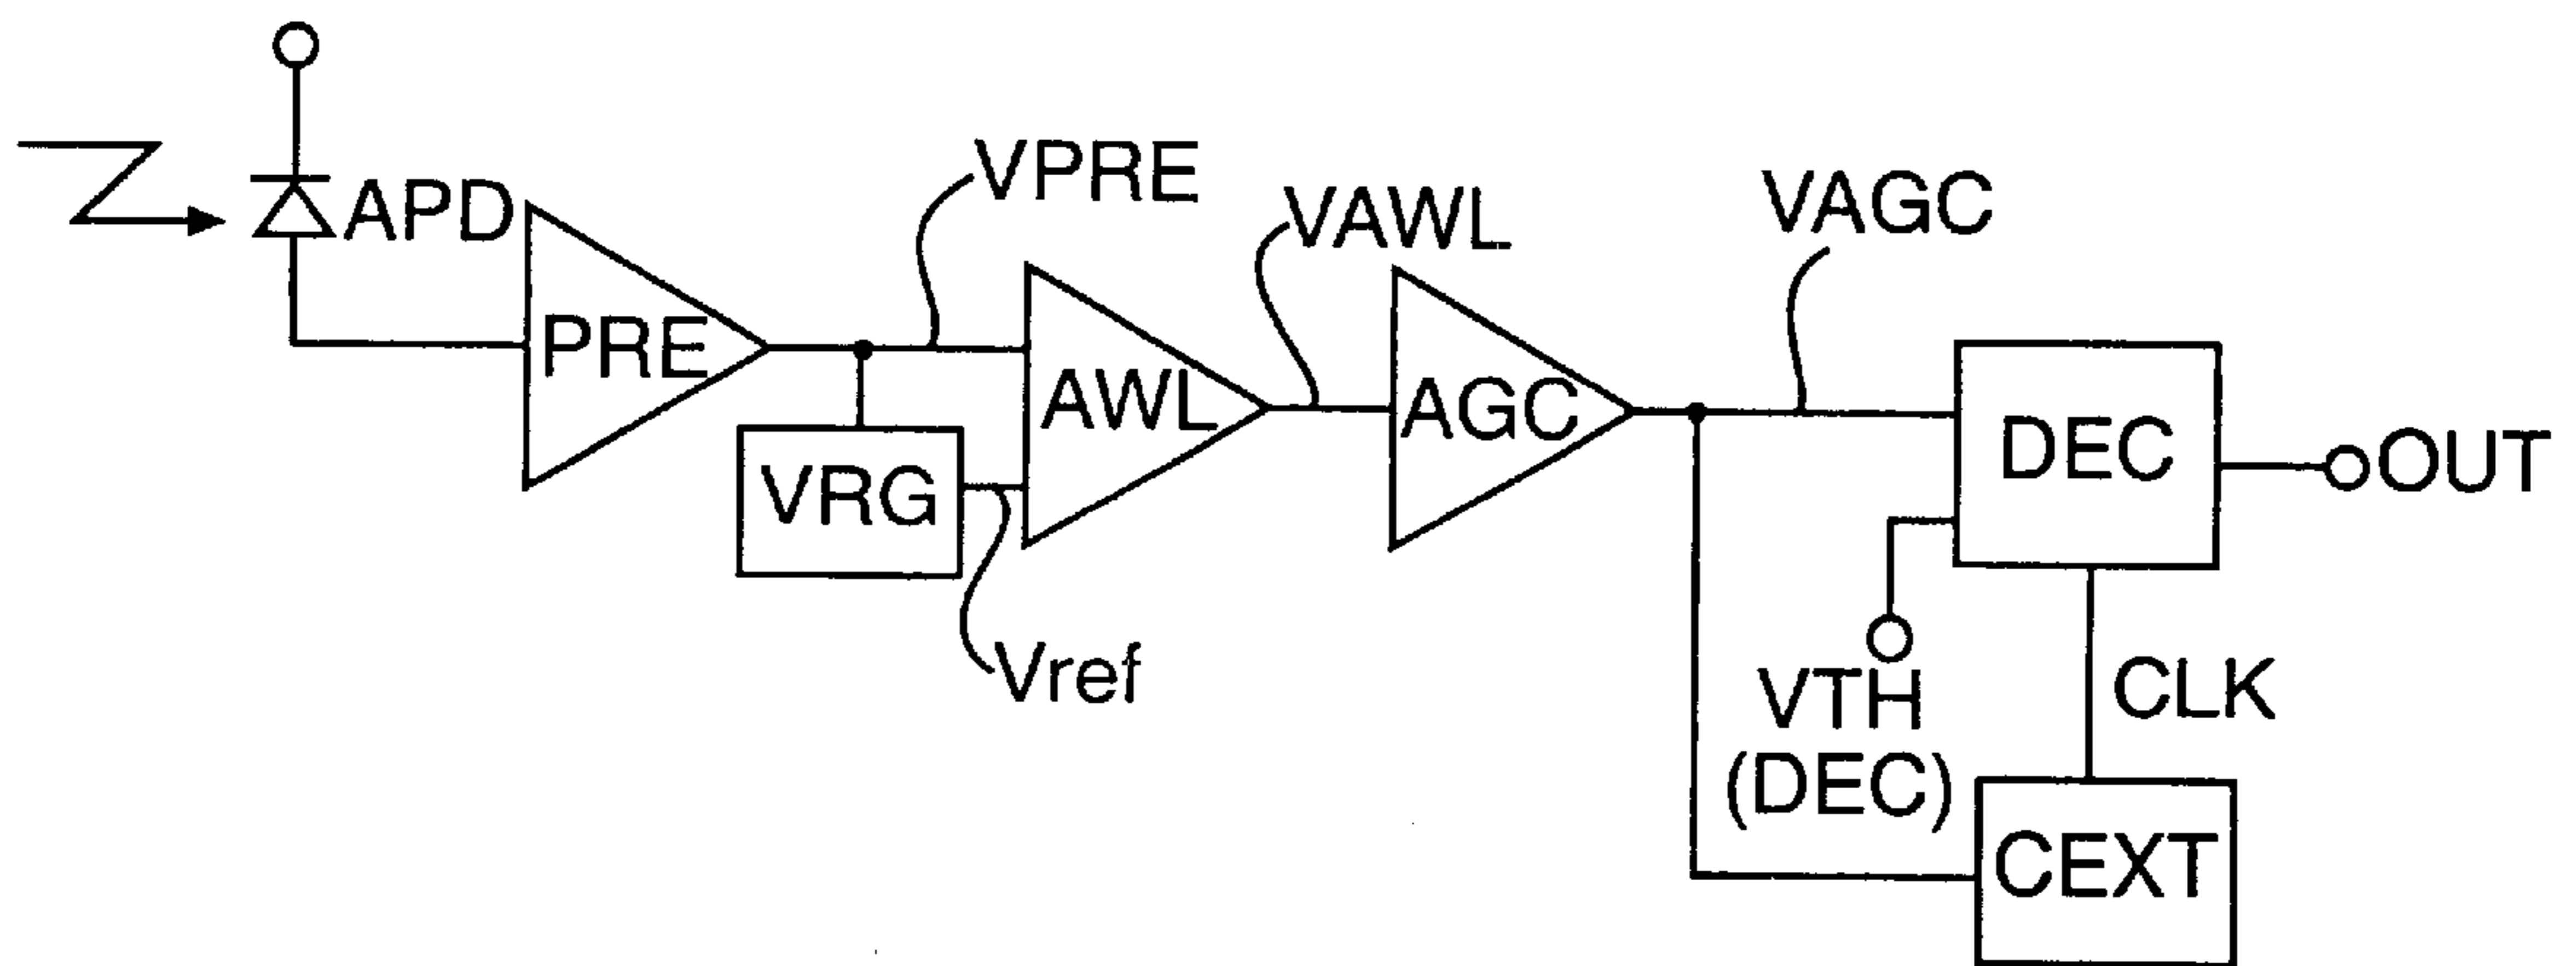 APD
PRE
VPRE
VRG
Vref
AWL
VAWL
AGC
VAGC
DEC
OUT
VTH
(DEC)
CLK
CEXT